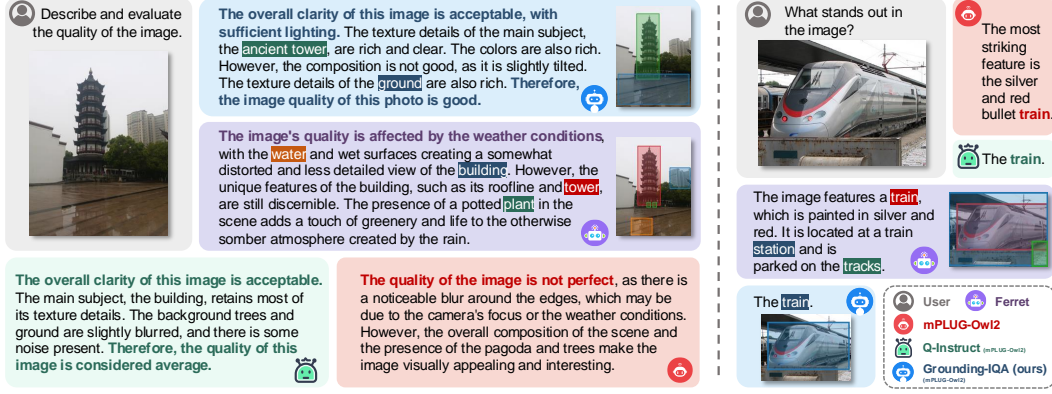 Describe and evaluate
the quality of the image.
The overall clarity of this image is acceptable, with
sufficient lighting. The texture details of the main subject,
the ancient tower, are rich and clear. The colors are also rich.
However, the composition is not good, as it is slightly tilted.
The texture details of the ground are also rich. Therefore,
the image quality of this photo is good.
The image's quality is affected by the weather conditions,
with the water and wet surfaces creating a somewhat
distorted and less detailed view of the building. However, the
unique features of the building, such as its roofline and tower,
are still discernible. The presence of a potted plant in the
scene adds a touch of greenery and life to the otherwise
somber atmosphere created by the rain.
The overall clarity of this image is acceptable.
The main subject, the building, retains most of
its texture details. The background trees and
ground are slightly blurred, and there is some
noise present. Therefore, the quality of this
image is considered average.
The quality of the image is not perfect, as there is
a noticeable blur around the edges, which may be
due to the camera's focus or the weather conditions.
However, the overall composition of the scene and
the presence of the pagoda and trees make the
image visually appealing and interesting.
What stands out in
the image?
The most
striking
feature is
the silver
and red
bullet train.
The train.
The image features a train,
which is painted in silver and
red. It is located at a train
station and is
parked on the tracks.
The train.
User
Ferret
mPLUG-Owl2
Q-Instruct (mPLUG-Owl2)
Grounding-IQA (ours)
(mPLUG-Owl2)